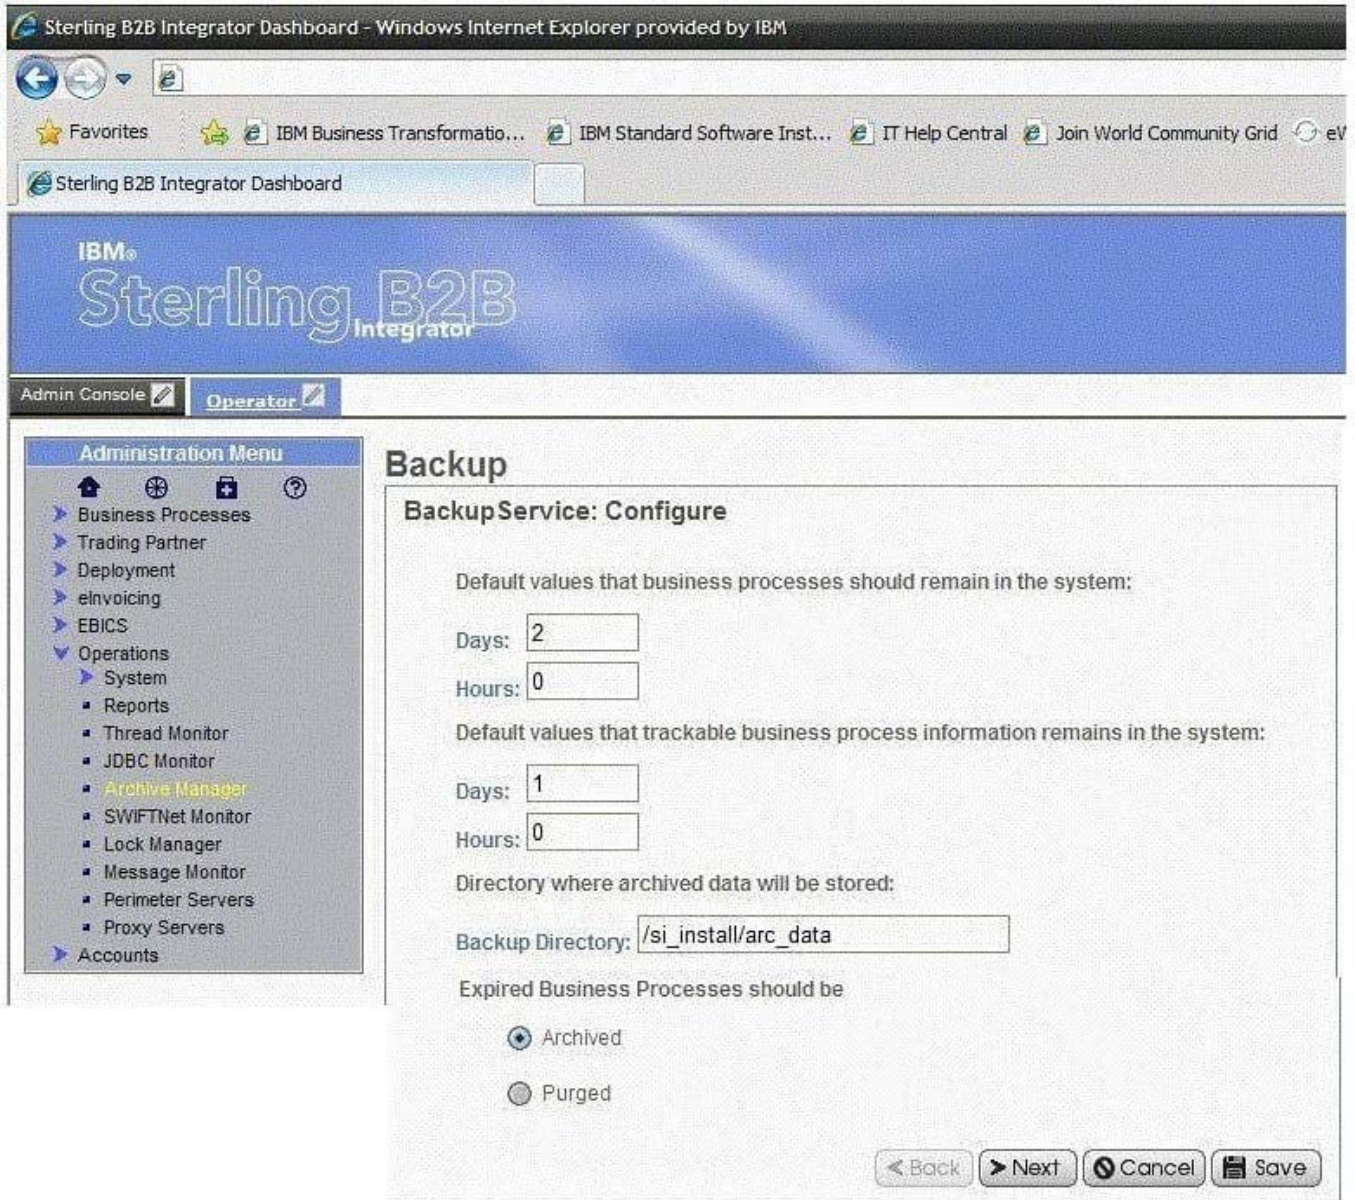 Sterling B2B Integrator Dashboard - Windows Internet Explorer provided by IBM
Favorites IBM Business Transformatio... IBM Standard Software Inst... IT Help Central Join World Community Grid eW
Sterling B2B Integrator Dashboard
IBM®
Sterling B2B
Integrator
Admin Console Operator
Administration Menu
Business Processes
Trading Partner
Deployment
eInvoicing
EBICS
Operations
System
Reports
Thread Monitor
JDBC Monitor
Archive Manager
SWIFTNet Monitor
Lock Manager
Message Monitor
Perimeter Servers
Proxy Servers
Accounts
Backup
BackupService: Configure
Default values that business processes should remain in the system:
Days: 2
Hours: 0
Default values that trackable business process information remains in the system:
Days: 1
Hours: 0
Directory where archived data will be stored:
Backup Directory: /si_install/arc_data
Expired Business Processes should be
Archived
Purged
Back Next Cancel Save